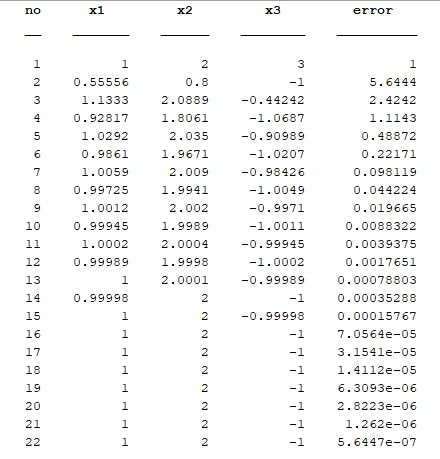 no x1 x2 x3 error
1 1 2 3 1
2 0.55556 0.8 -1 5.6444
3 1.1333 2.0889 -0.44242 2.4242
4 0.92817 1.8061 -1.0687 1.1143
5 1.0292 2.035 -0.90989 0.48872
6 0.9861 1.9671 -1.0207 0.22171
7 1.0059 2.009 -0.98426 0.098119
8 0.99725 1.9941 -1.0049 0.044224
9 1.0012 2.002 -0.9971 0.019665
10 0.99945 1.9989 -1.0011 0.0088322
11 1.0002 2.0004 -0.99945 0.0039375
12 0.99989 1.9998 -1.0002 0.0017651
13 1 2.0001 -0.99989 0.00078803
14 0.99998 2 -1 0.00035288
15 1 2 -0.99998 0.00015767
16 1 2 -1 7.0564e-05
17 1 2 -1 3.1541e-05
18 1 2 -1 1.4112e-05
19 1 2 -1 6.3093e-06
20 1 2 -1 2.8223e-06
21 1 2 -1 1.262e-06
22 1 2 -1 5.6447e-07